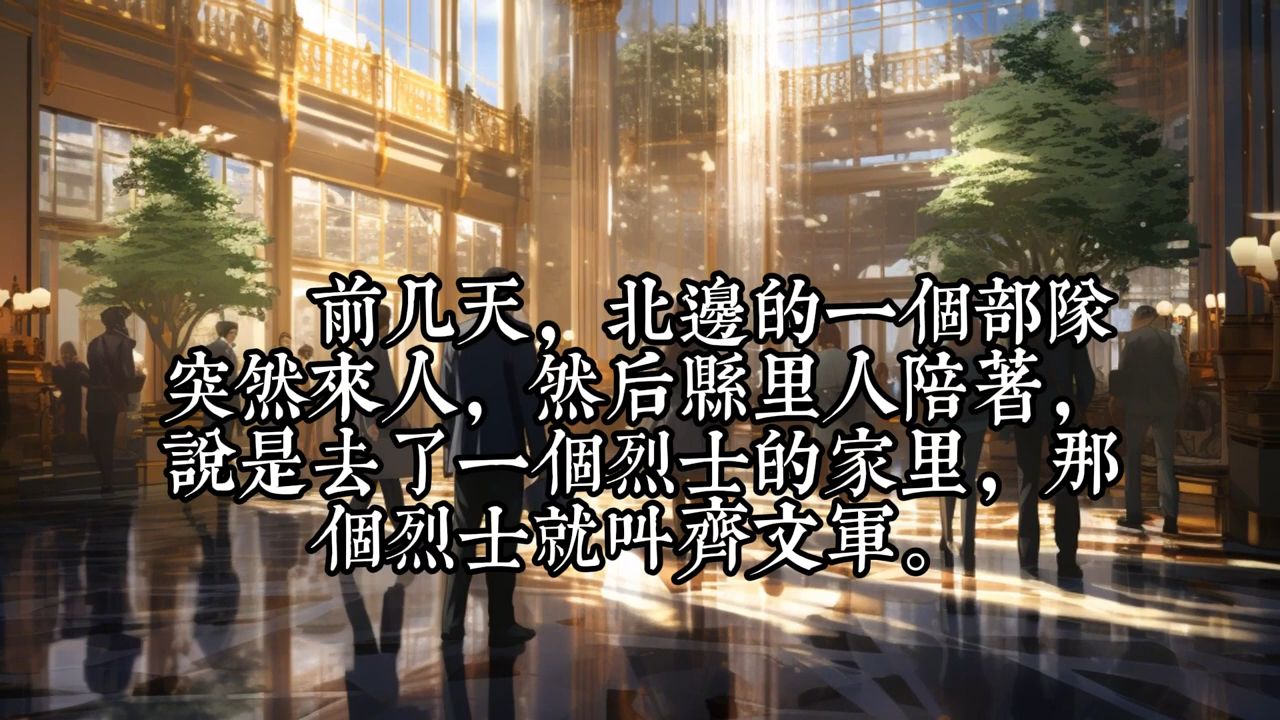 前几天，北邊的一個部隊
突然來人，然后縣里人陪著，
說是去了一個烈士的家里，那
個烈士就叫齊文軍。